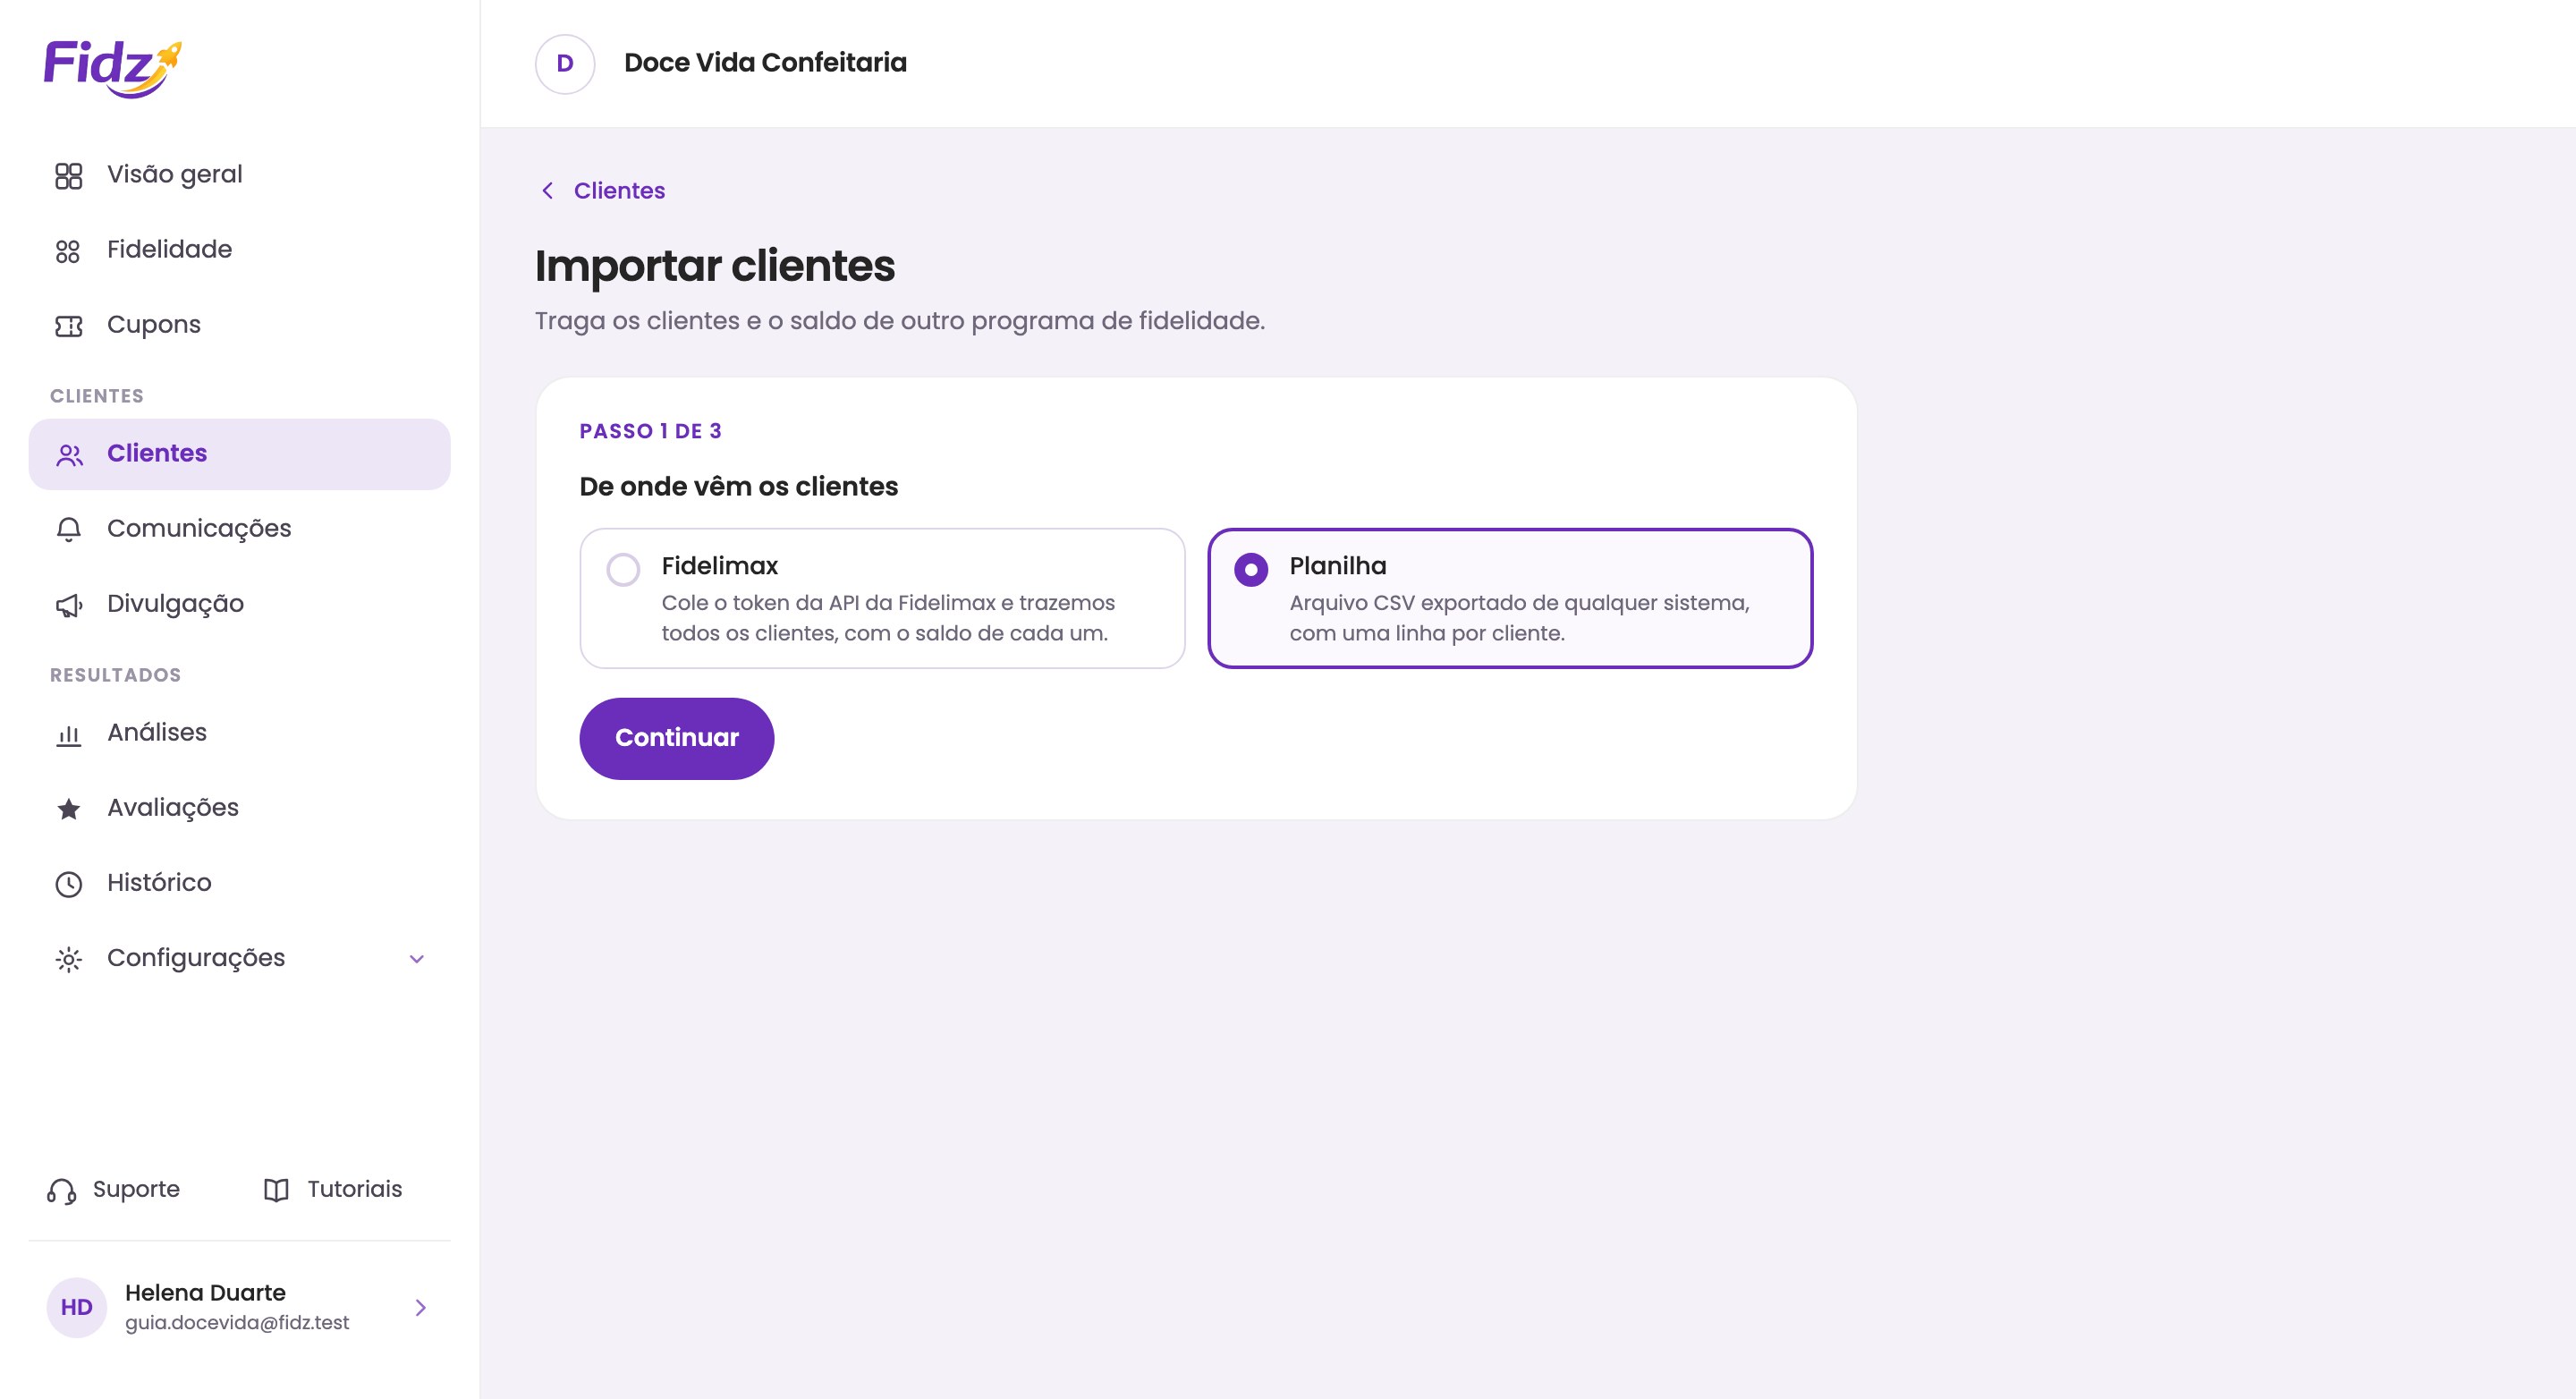 Fidz
Visão geral
Fidelidade
Cupons
CLIENTES
Clientes
Comunicações
Divulgação
RESULTADOS
Análises
Avaliações
Histórico
Configurações
Suporte
Tutoriais
HD
Helena Duarte
guia.docevida@fidz.test
D
Doce Vida Confeitaria
Clientes
Importar clientes
Traga os clientes e o saldo de outro programa de fidelidade.
PASSO 1 DE 3
De onde vêm os clientes
Fidelimax
Cole o token da API da Fidelimax e trazemos
todos os clientes, com o saldo de cada um.
Planilha
Arquivo CSV exportado de qualquer sistema,
com uma linha por cliente.
Continuar